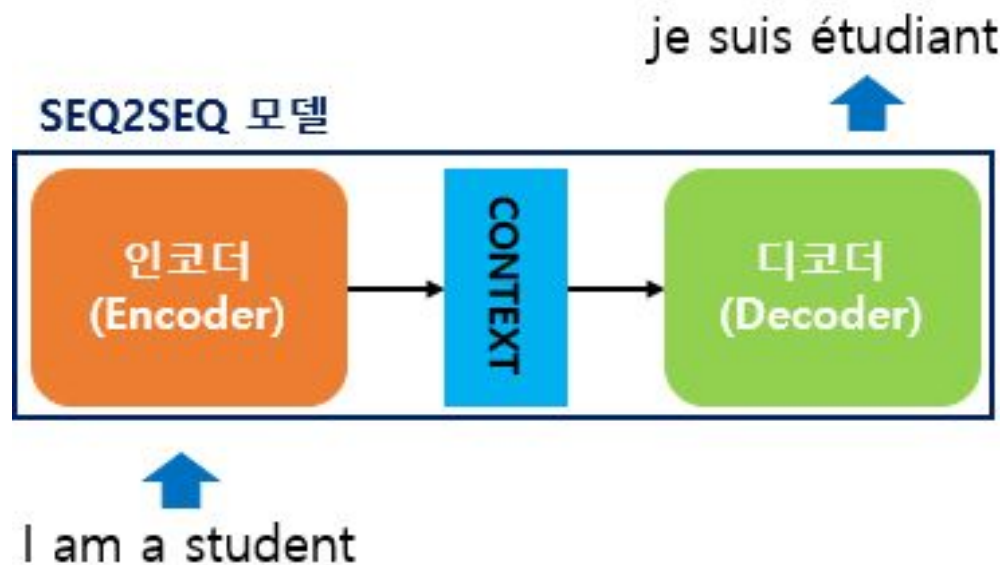 je suis étudiant
SEQ2SEQ 모델
인코더
(Encoder)
CONTEXT
디코더
(Decoder)
I am a student